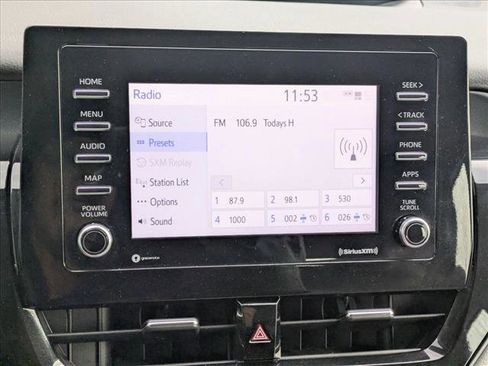 Radio 11:53
HOME
MENU
AUDIO
MAP
POWER
VOLUME
Source
Presets
SXM Replay
Station List
Options
Sound
FM 106.9 Todays H
1 87.9 2 98.1 3 530
4 1000 5 002 6 026
SEEK >
< TRACK
PHONE
APPS
TUNE
SCROLL
gracenote
SiriusXM